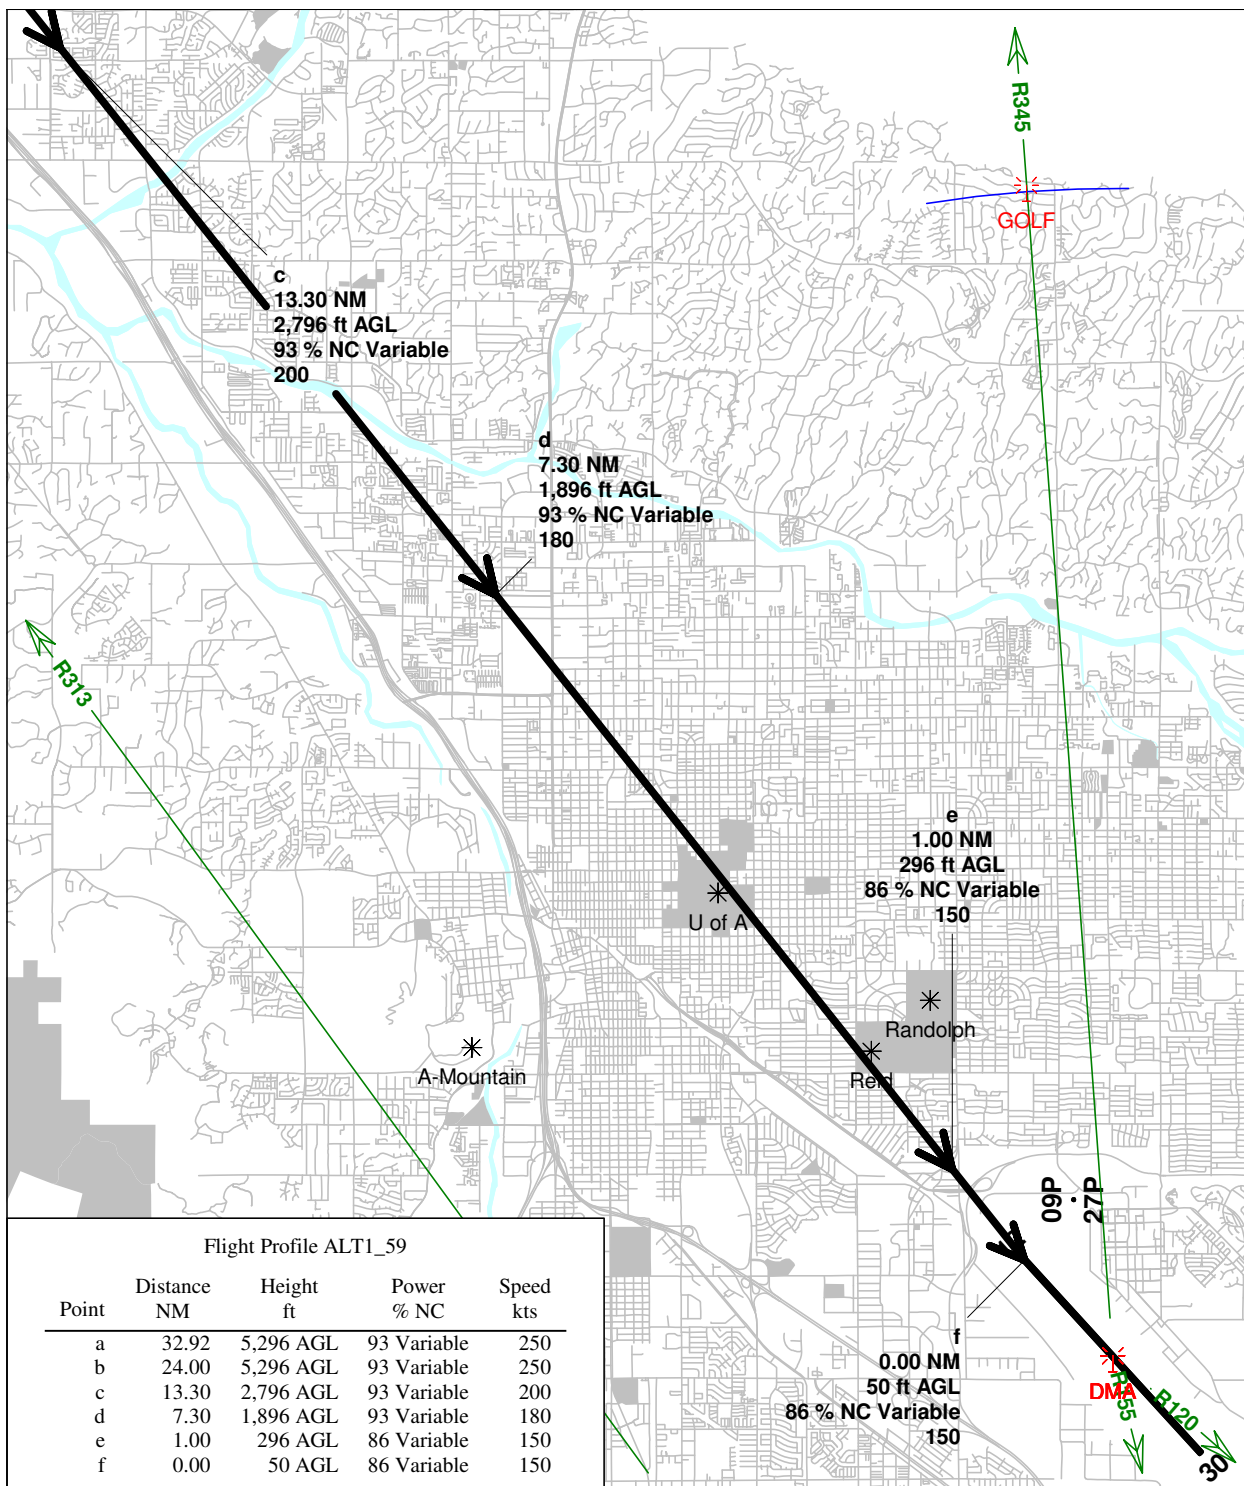 R345
GOLF
c
13.30 NM
2,796 ft AGL
93 % NC Variable
200
d
7.30 NM
1,896 ft AGL
93 % NC Variable
180
R313
e
1.00 NM
296 ft AGL
86 % NC Variable
150
U of A
Randolph
Reid
A-Mountain
09P
27P
f
0.00 NM
50 ft AGL
86 % NC Variable
150
DMA
R155
R120
30
Flight Profile ALT1_59
Point Distance NM Height ft Power % NC Speed kts
a 32.92 5,296 AGL 93 Variable 250
b 24.00 5,296 AGL 93 Variable 250
c 13.30 2,796 AGL 93 Variable 200
d 7.30 1,896 AGL 93 Variable 180
e 1.00 296 AGL 86 Variable 150
f 0.00 50 AGL 86 Variable 150